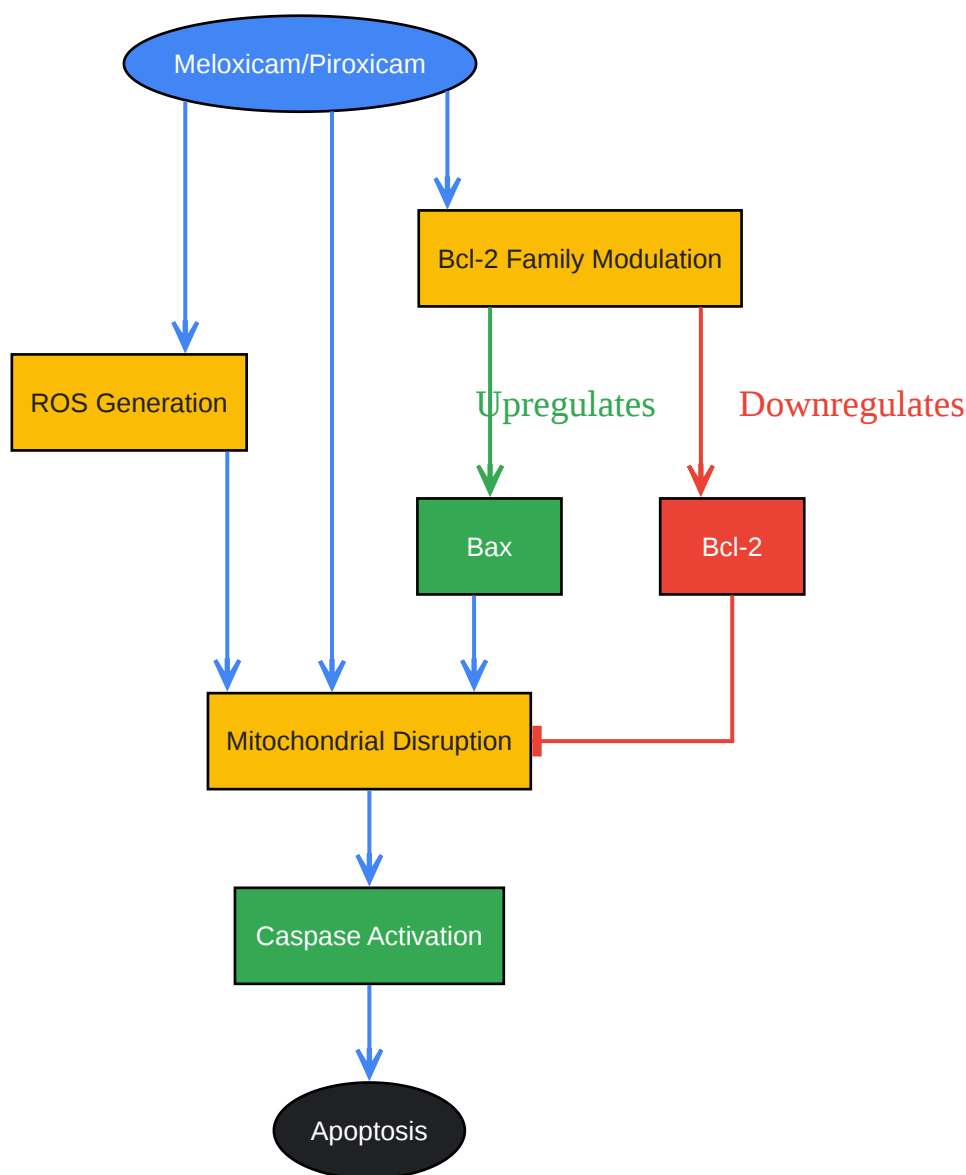 Meloxicam/Piroxicam
Bcl-2 Family Modulation
ROS Generation
Upregulates
Downregulates
Bax
Bcl-2
Mitochondrial Disruption
Caspase Activation
Apoptosis